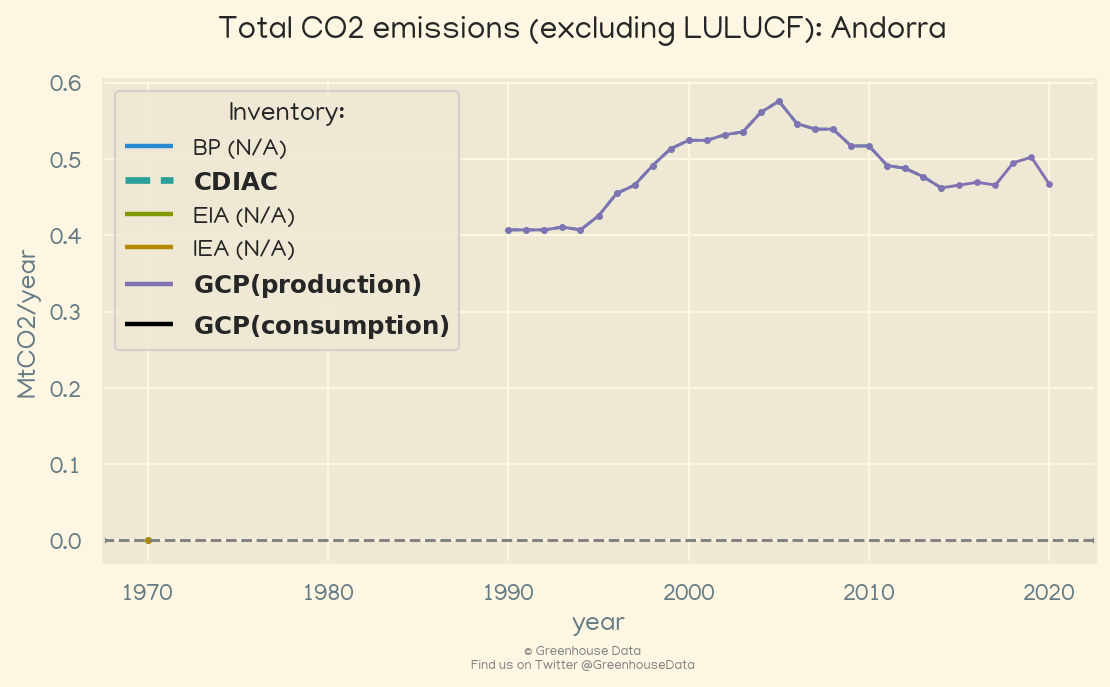 Total CO2 emissions (excluding LULUCF): Andorra
0.6
0.5
0.4
0.3
0.2
0.1
0.0
MtCO2/year
Inventory:
BP (N/A)
CDIAC
EIA (N/A)
IEA (N/A)
GCP(production)
GCP(consumption)
1970 1980 1990 2000 2010 2020
year
© Greenhouse Data
Find us on Twitter @GreenhouseData